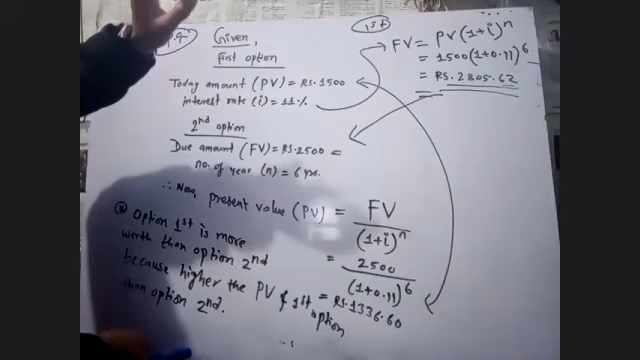 P.4
Given,
First option
Today amount (PV) = Rs. 1500
interest rate (i) = 11%
2nd option
Due amount (FV) = Rs. 2500 =
no. of year (n) = 6 yrs.
∴ Now, present value (PV) = FV
(1+i)^n
= 2500
(1+0.11)^6
= Rs. 1336.60
1st
FV = PV(1+i)^n
= 1500(1+0.11)^6
= Rs. 2805.62
Option 1st is more
worth than option 2nd
because higher the PV of 1st
option
than option 2nd.